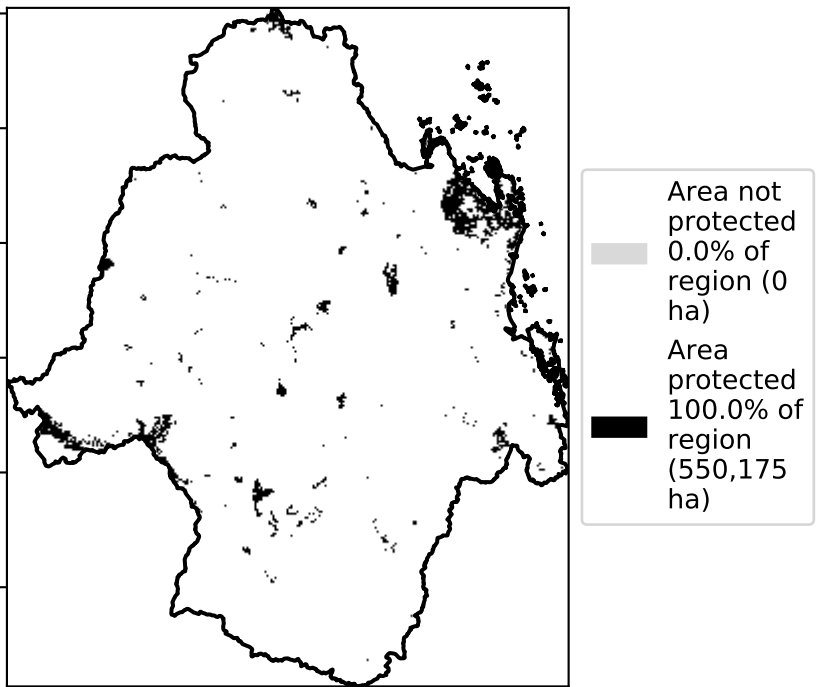 Area not
protected
0.0% of
region (0
ha)
Area
protected
100.0% of
region
(550,175
ha)